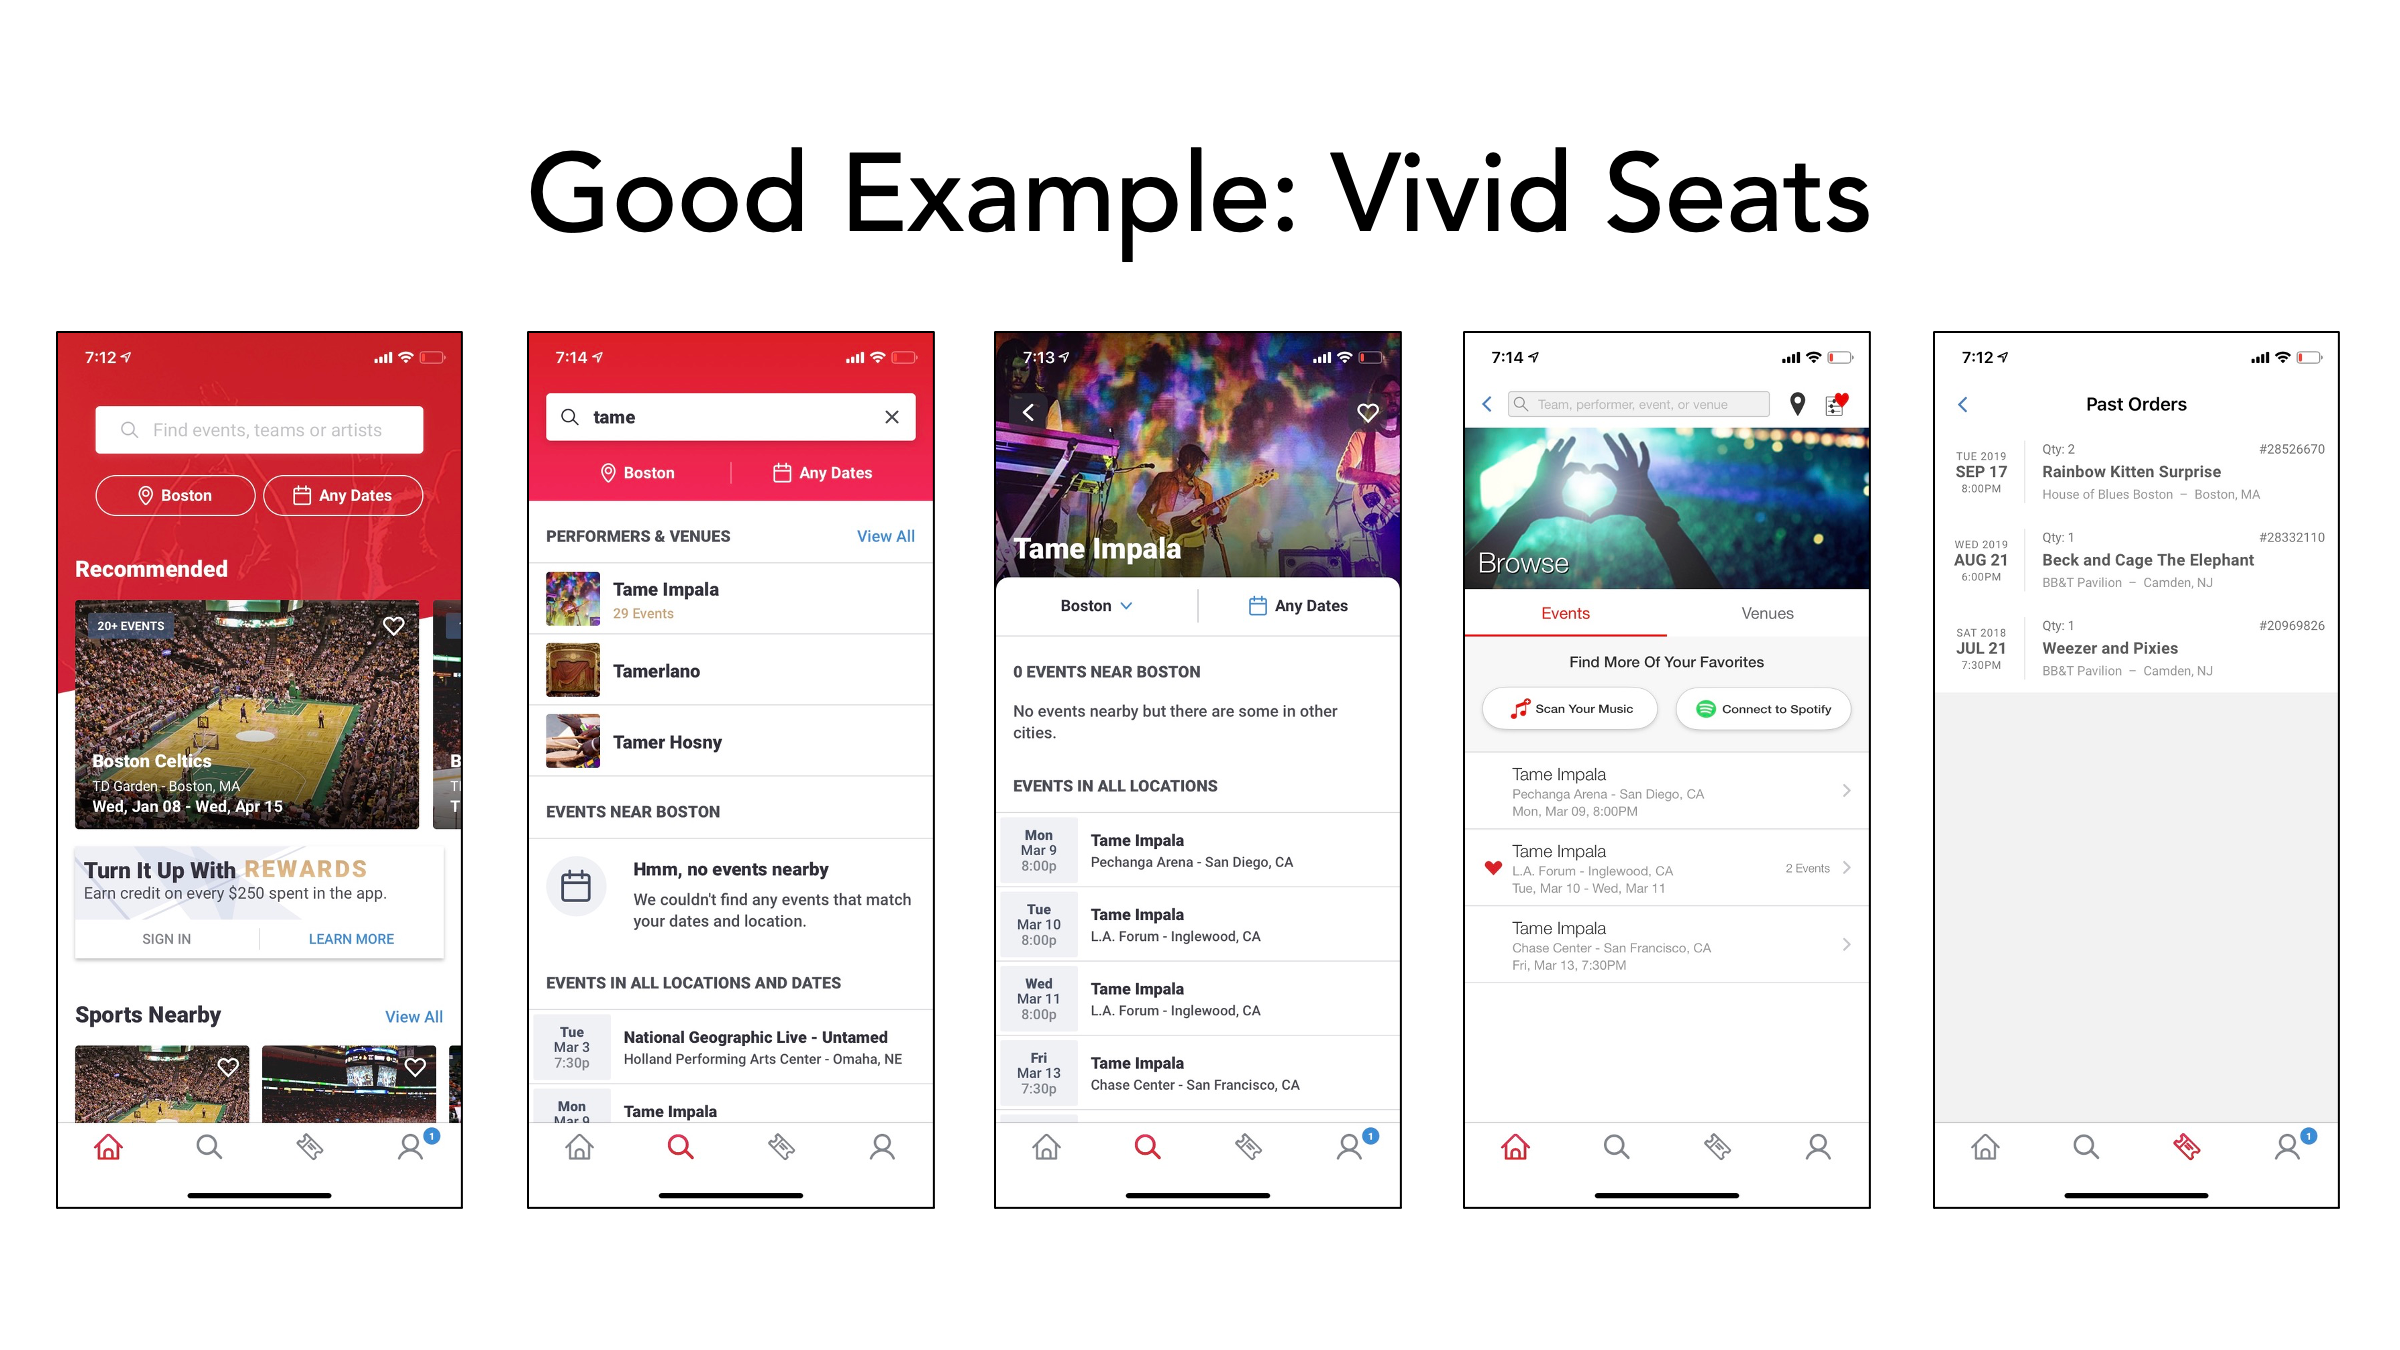 Good Example: Vivid Seats
7:12
Find events, teams or artists
Boston
Any Dates
Recommended
20+ EVENTS
Boston Celtics
TD Garden - Boston, MA
Wed, Jan 08 - Wed, Apr 15
B
T
Turn It Up With REWARDS
Earn credit on every $250 spent in the app.
SIGN IN
LEARN MORE
Sports Nearby
View All
1
7:14
tame
Boston
Any Dates
PERFORMERS & VENUES
View All
Tame Impala
29 Events
Tamerlano
Tamer Hosny
EVENTS NEAR BOSTON
Hmm, no events nearby
We couldn't find any events that match
your dates and location.
EVENTS IN ALL LOCATIONS AND DATES
Tue
Mar 3
7:30p
National Geographic Live - Untamed
Holland Performing Arts Center - Omaha, NE
Mon
Mar 9
Tame Impala
7:13
Tame Impala
Boston
Any Dates
0 EVENTS NEAR BOSTON
No events nearby but there are some in other
cities.
EVENTS IN ALL LOCATIONS
Mon
Mar 9
8:00p
Tame Impala
Pechanga Arena - San Diego, CA
Tue
Mar 10
8:00p
Tame Impala
L.A. Forum - Inglewood, CA
Wed
Mar 11
8:00p
Tame Impala
L.A. Forum - Inglewood, CA
Fri
Mar 13
7:30p
Tame Impala
Chase Center - San Francisco, CA
1
7:14
Team, performer, event, or venue
Browse
Events
Venues
Find More Of Your Favorites
Scan Your Music
Connect to Spotify
Tame Impala
Pechanga Arena - San Diego, CA
Mon, Mar 09, 8:00PM
Tame Impala
L.A. Forum - Inglewood, CA
Tue, Mar 10 - Wed, Mar 11
2 Events
Tame Impala
Chase Center - San Francisco, CA
Fri, Mar 13, 7:30PM
7:12
Past Orders
TUE 2019
SEP 17
8:00PM
Qty: 2
#28526670
Rainbow Kitten Surprise
House of Blues Boston – Boston, MA
WED 2019
AUG 21
6:00PM
Qty: 1
#28332110
Beck and Cage The Elephant
BB&T Pavilion – Camden, NJ
SAT 2018
JUL 21
7:30PM
Qty: 1
#20969826
Weezer and Pixies
BB&T Pavilion – Camden, NJ
1